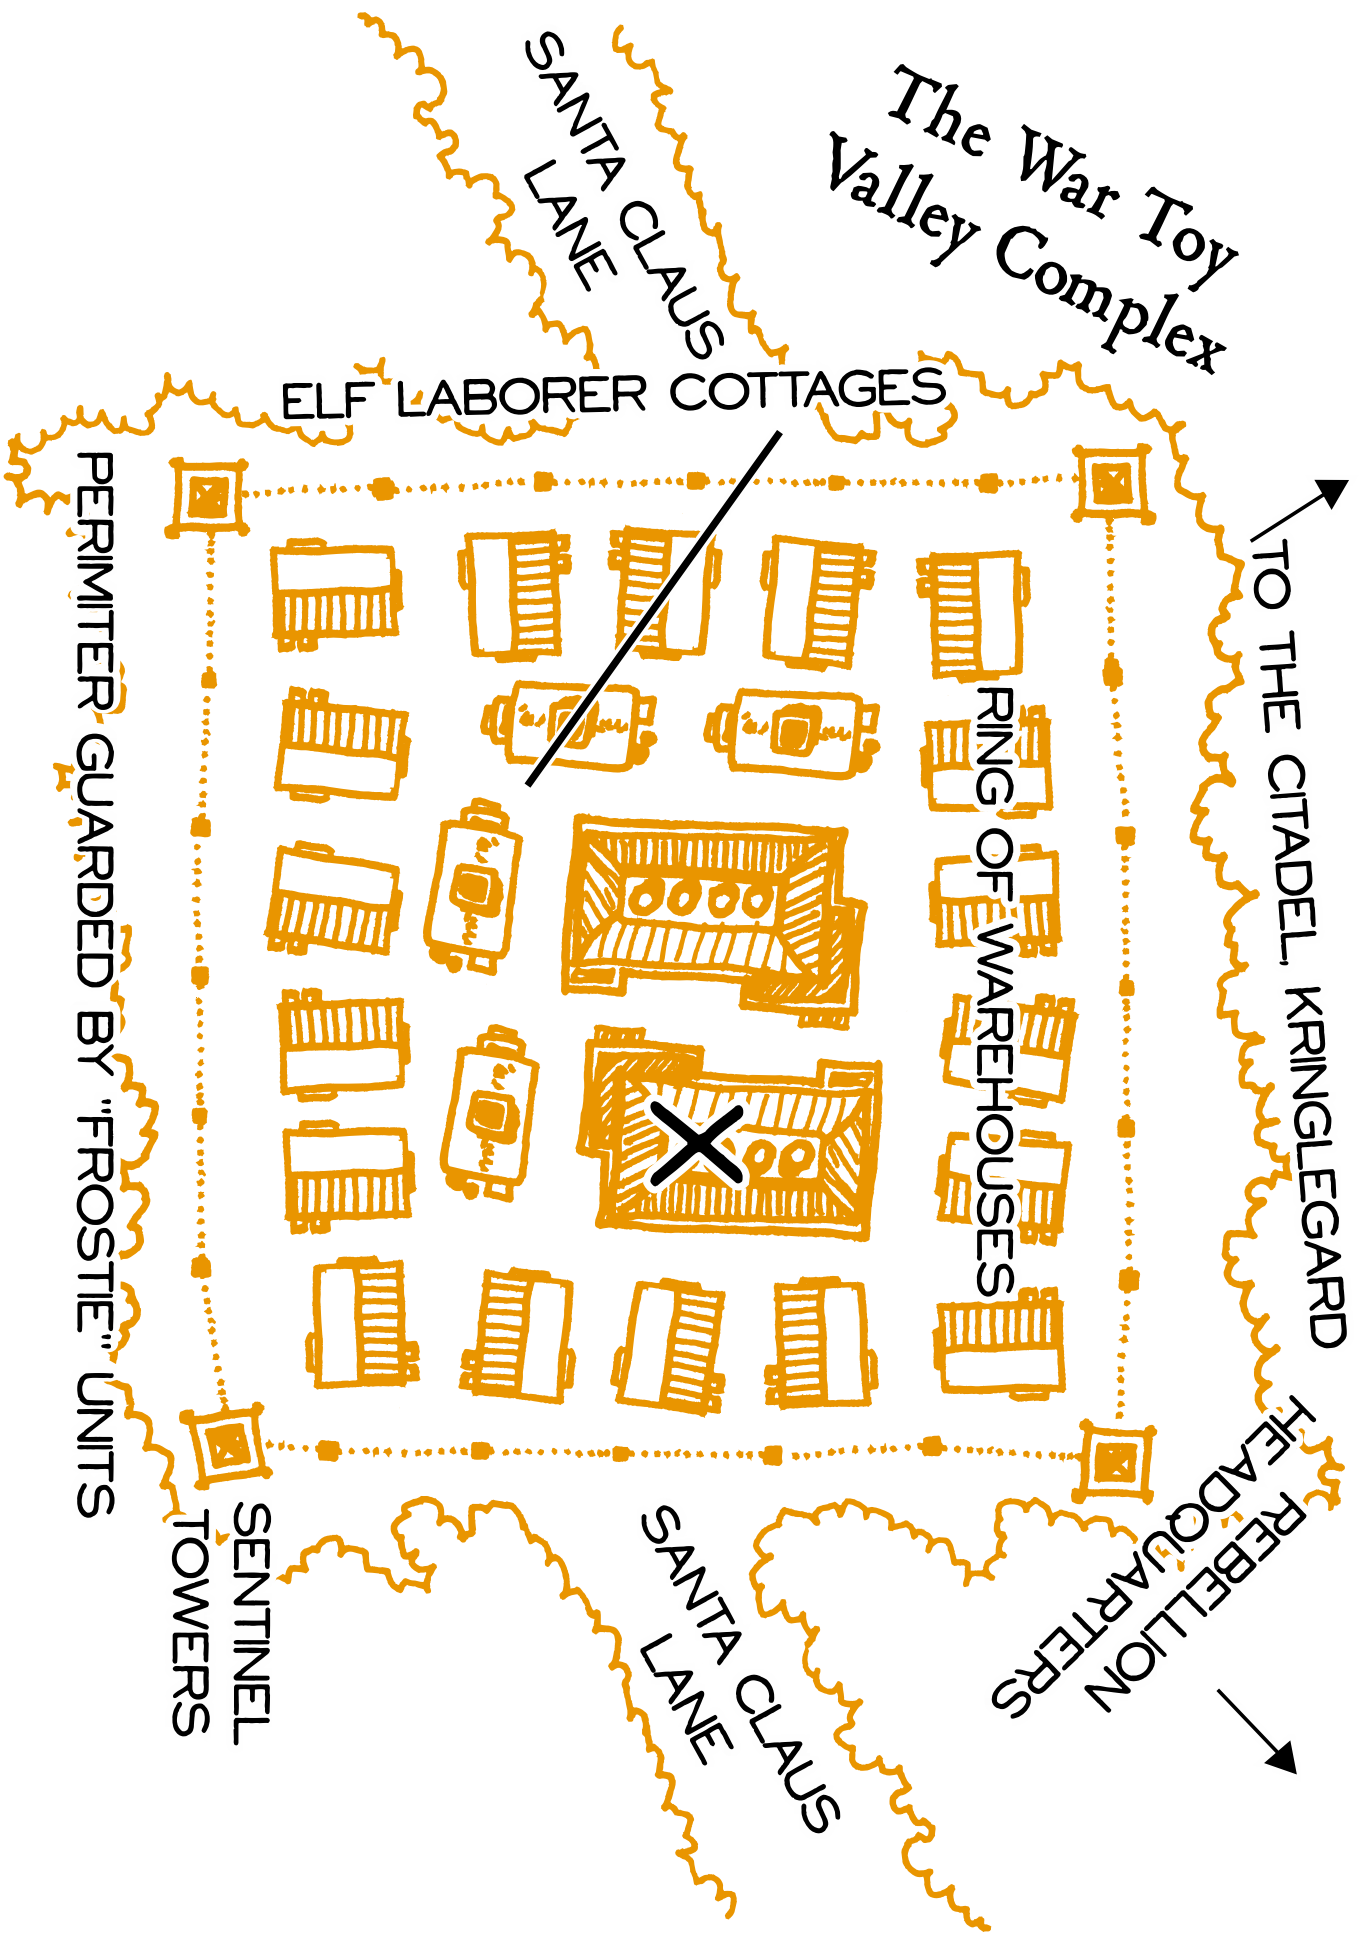 The War Toy
Valley Complex
SANTA CLAUS
LANE
ELF LABORER COTTAGES
TO THE CITADEL, KRINGLEGARD
PERIMITER GUARDED BY "FROSTIE" UNITS
RING OF WAREHOUSES
REBELLION
HEADQUARTERS
SENTINEL
TOWERS
SANTA CLAUS
LANE